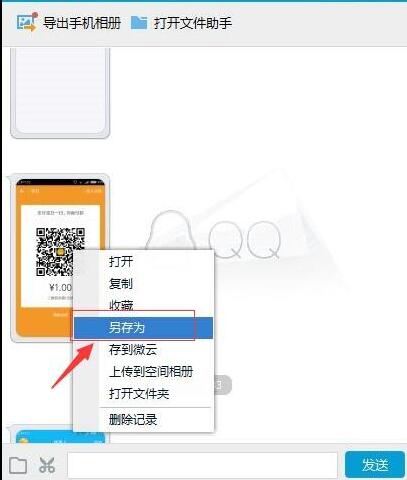 导出手机相册 打开文件助手
QQ
¥1.00
打开
复制
收藏
另存为
存到微云
上传到空间相册
打开文件夹
删除记录
发送